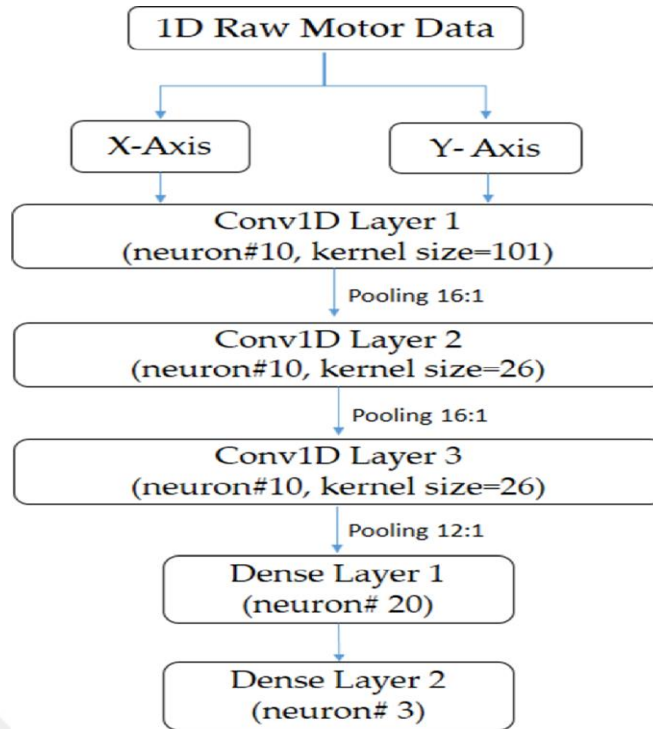 1D Raw Motor Data
X-Axis
Y- Axis
Conv1D Layer 1
(neuron#10, kernel size=101)
Pooling 16:1
Conv1D Layer 2
(neuron#10, kernel size=26)
Pooling 16:1
Conv1D Layer 3
(neuron#10, kernel size=26)
Pooling 12:1
Dense Layer 1
(neuron# 20)
Dense Layer 2
(neuron# 3)